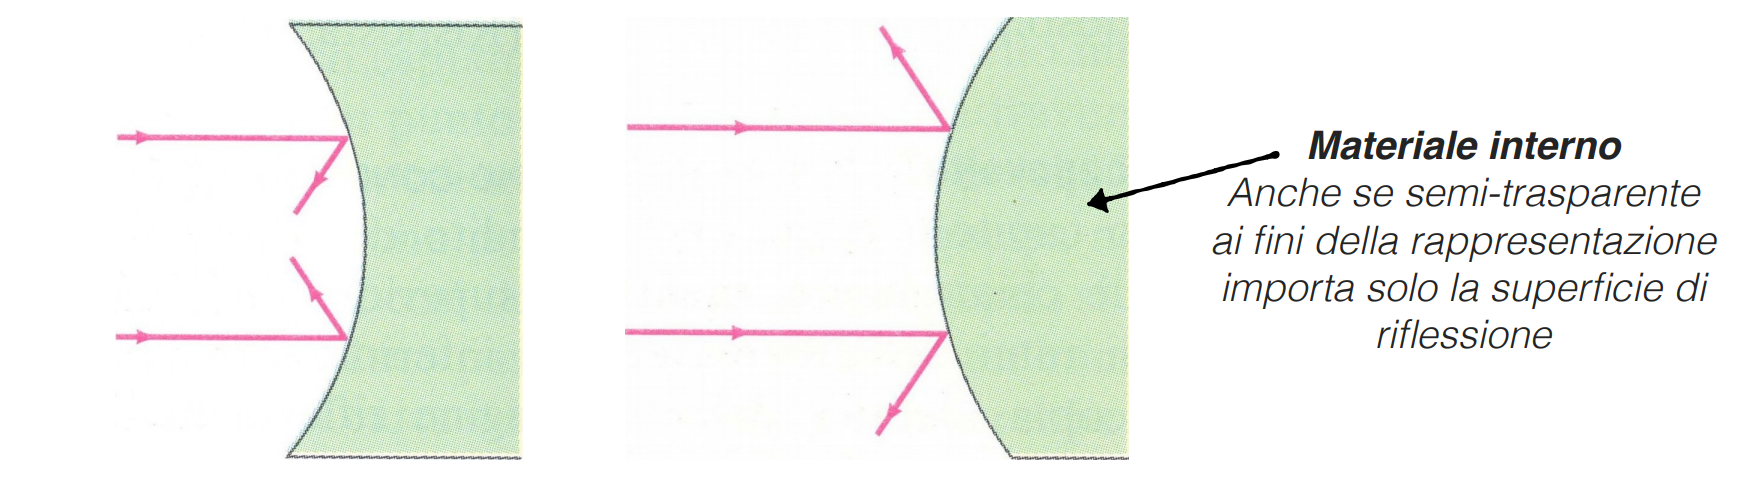 Materiale interno
Anche se semi-trasparente
ai fini della rappresentazione
importa solo la superficie di
riflessione